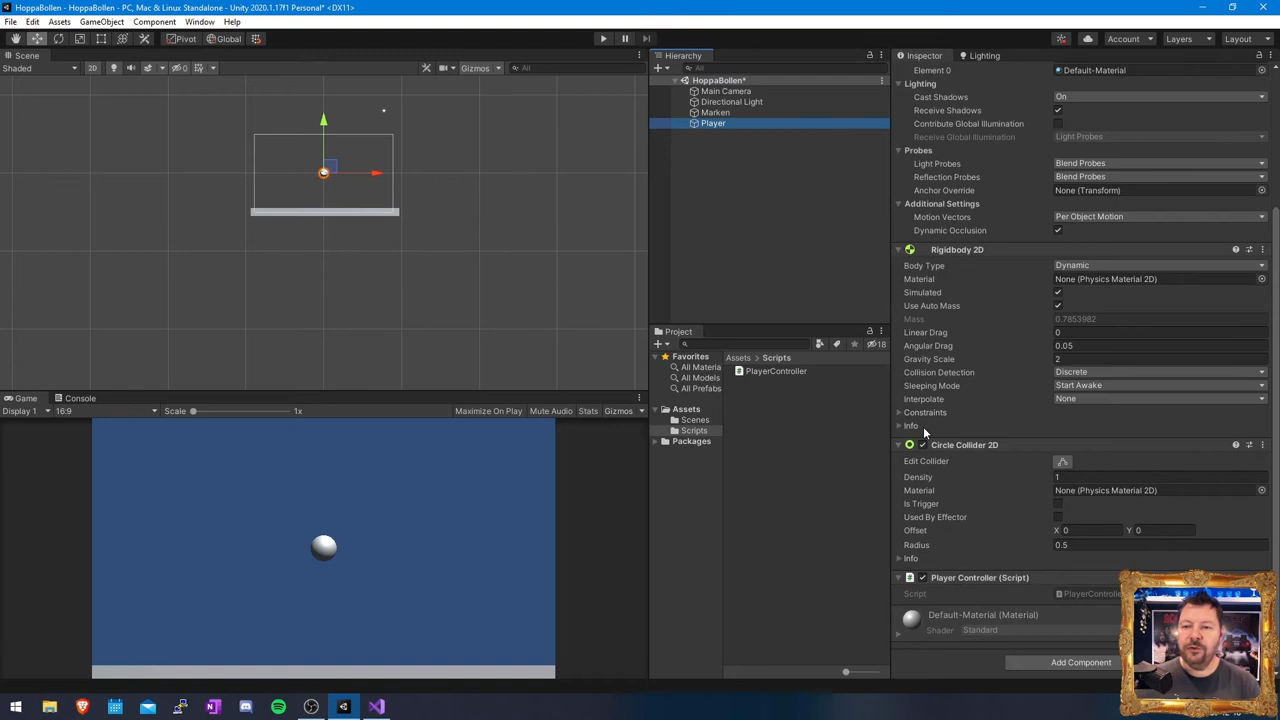 HoppaBollen - HoppaBollen - PC, Mac & Linux Standalone - Unity 2020.1.17f1 Personal* <DX11>
File Edit Assets GameObject Component Window Help
Pivot Global Account Layers Layout
Scene
Shaded 2D 0 Gizmos All
Hierarchy
All
HoppaBollen*
Main Camera
Directional Light
Marken
Player
Project
18
Favorites
All Materia
All Models
All Prefabs
Assets
Scenes
Scripts
Packages
Assets > Scripts
PlayerController
Game Console
Display 1 16:9 Scale 1x Maximize On Play Mute Audio Stats Gizmos
Inspector Lighting
Element 0 Default-Material
Lighting
Cast Shadows On
Receive Shadows
Contribute Global Illumination
Receive Global Illumination Light Probes
Probes
Light Probes Blend Probes
Reflection Probes Blend Probes
Anchor Override None (Transform)
Additional Settings
Motion Vectors Per Object Motion
Dynamic Occlusion
Rigidbody 2D
Body Type Dynamic
Material None (Physics Material 2D)
Simulated
Use Auto Mass
Mass 0.7853982
Linear Drag 0
Angular Drag 0.05
Gravity Scale 2
Collision Detection Discrete
Sleeping Mode Start Awake
Interpolate None
Constraints
Info
Circle Collider 2D
Edit Collider
Density 1
Material None (Physics Material 2D)
Is Trigger
Used By Effector
Offset X 0 Y 0
Radius 0.5
Info
Player Controller (Script)
Script PlayerControlle
Default-Material (Material)
Shader Standard
Add Component